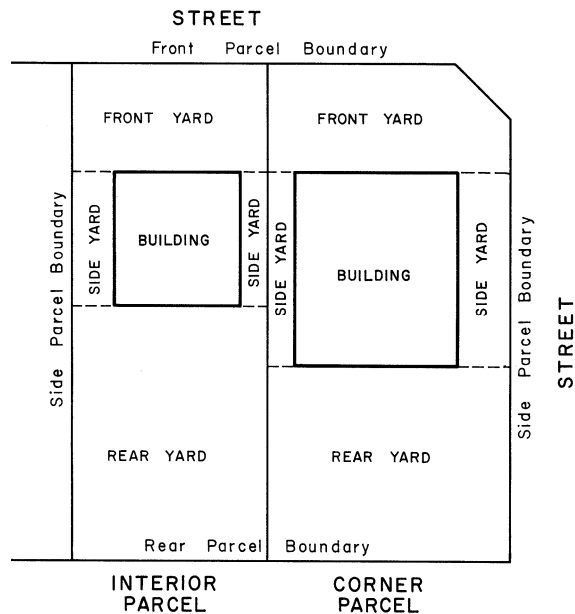 STREET
Front Parcel Boundary
FRONT YARD
FRONT YARD
Side Parcel Boundary
SIDE YARD
BUILDING
SIDE YARD
SIDE YARD
BUILDING
SIDE YARD
Side Parcel Boundary
STREET
REAR YARD
REAR YARD
Rear Parcel Boundary
INTERIOR
PARCEL
CORNER
PARCEL